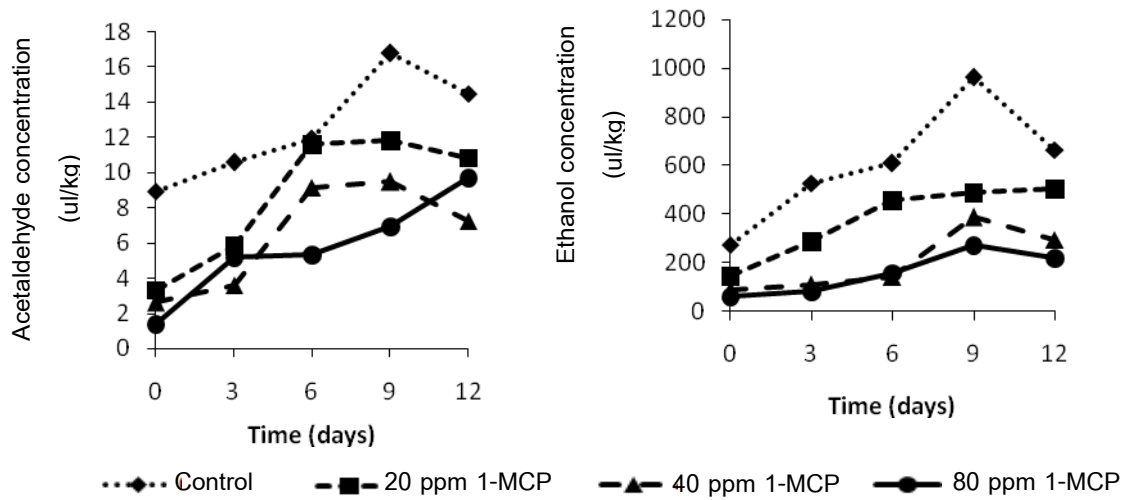 Acetaldehyde concentration
(ul/kg)
18
16
14
12
10
8
6
4
2
0
0 3 6 9 12
Time (days)
Ethanol concentration
(ul/kg)
1200
1000
800
600
400
200
0
0 3 6 9 12
Time (days)
Control 20 ppm 1-MCP 40 ppm 1-MCP 80 ppm 1-MCP